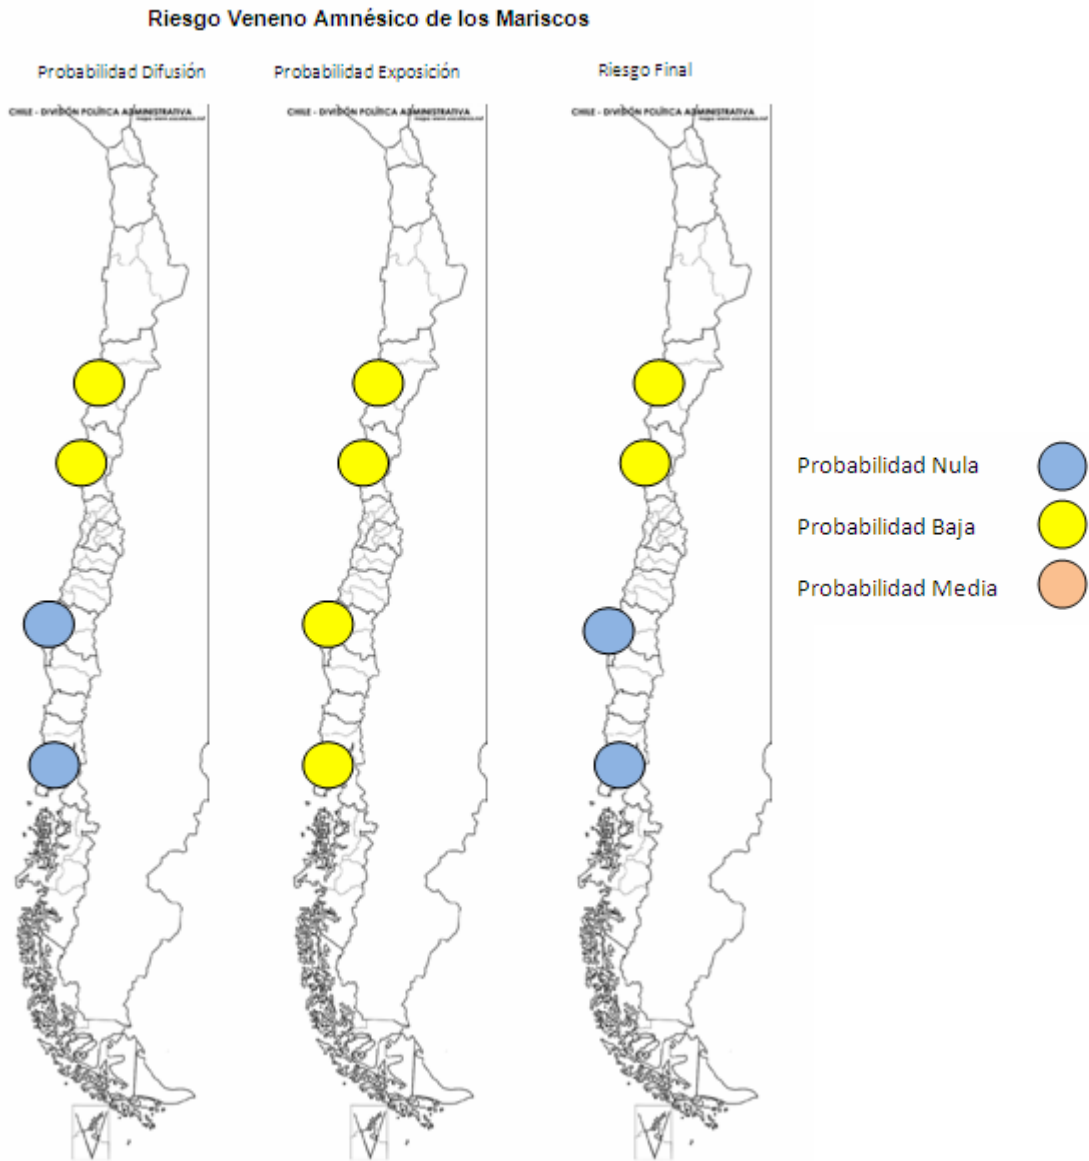 Riesgo Veneno Amnésico de los Mariscos
Probabilidad Difusión
Probabilidad Exposición
Riesgo Final
CHILE - DIVISIÓN POLÍTICA ADMINISTRATIVA
CHILE - DIVISIÓN POLÍTICA ADMINISTRATIVA
CHILE - DIVISIÓN POLÍTICA ADMINISTRATIVA
Probabilidad Nula
Probabilidad Baja
Probabilidad Media